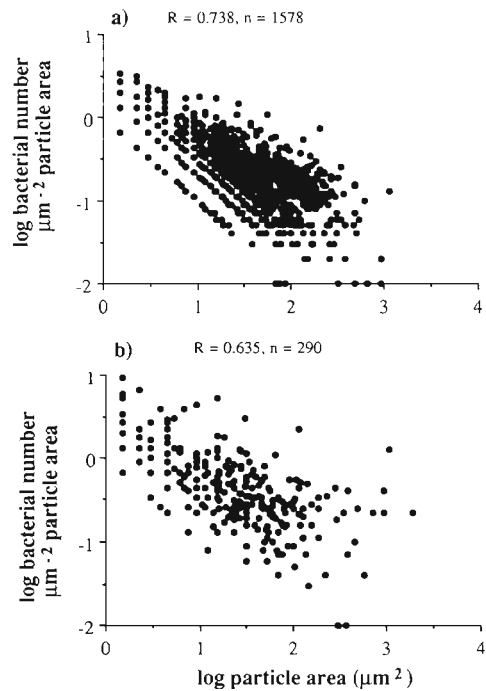 a) R = 0.738, n = 1578
log bacterial number
μm⁻² particle area
1
0
-1
-2
0 1 2 3 4
b) R = 0.635, n = 290
log bacterial number
μm⁻² particle area
1
0
-1
-2
0 1 2 3 4
log particle area (μm²)